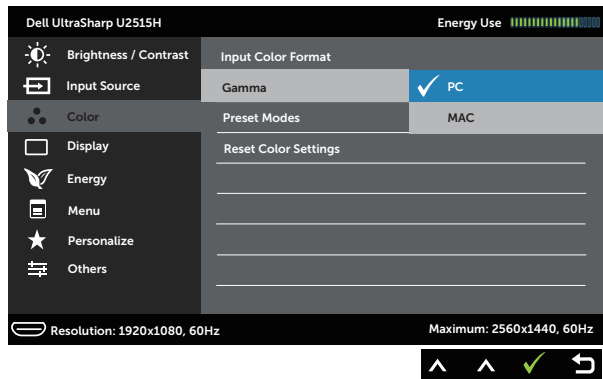 Dell UltraSharp U2515H
Energy Use
Brightness / Contrast
Input Source
Color
Display
Energy
Menu
Personalize
Others
Input Color Format
Gamma
Preset Modes
Reset Color Settings
PC
MAC
Resolution: 1920x1080, 60Hz
Maximum: 2560x1440, 60Hz